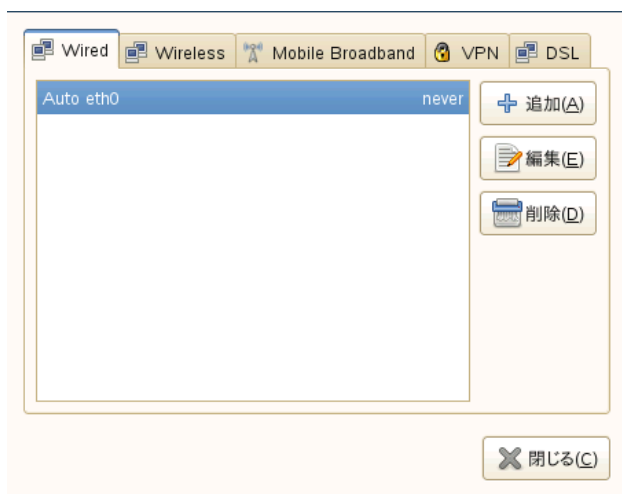 Wired Wireless Mobile Broadband VPN DSL
Auto eth0 never
追加(A)
編集(E)
削除(D)
閉じる(C)